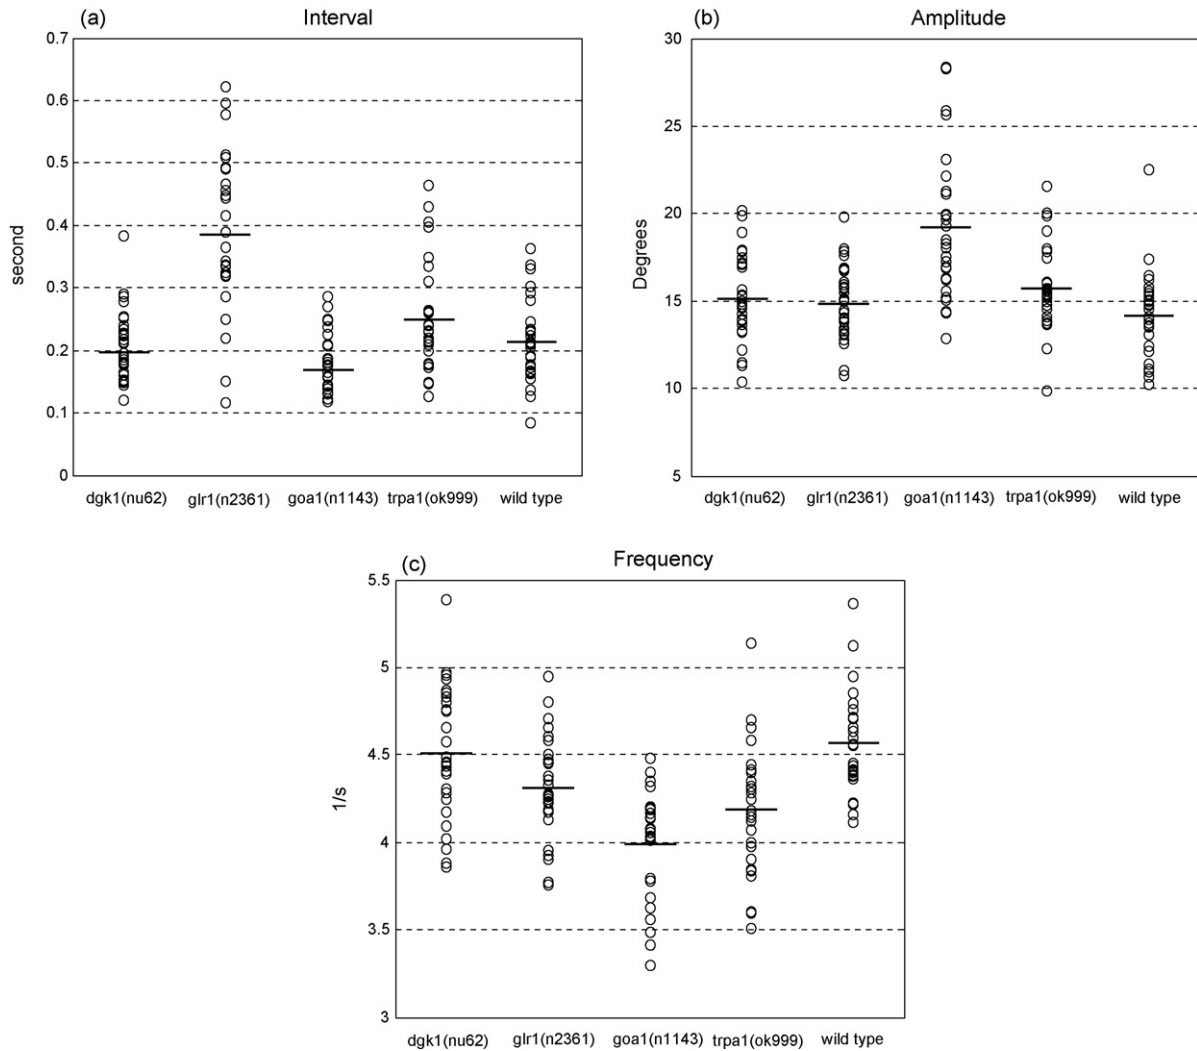 (a) Interval
0.7
0.6
0.5
0.4
0.3
0.2
0.1
0
second
dgk1(nu62) glr1(n2361) goa1(n1143) trpa1(ok999) wild type
(b) Amplitude
30
25
20
15
10
5
Degrees
dgk1(nu62) glr1(n2361) goa1(n1143) trpa1(ok999) wild type
(c) Frequency
5.5
5
4.5
4
3.5
3
1/s
dgk1(nu62) glr1(n2361) goa1(n1143) trpa1(ok999) wild type